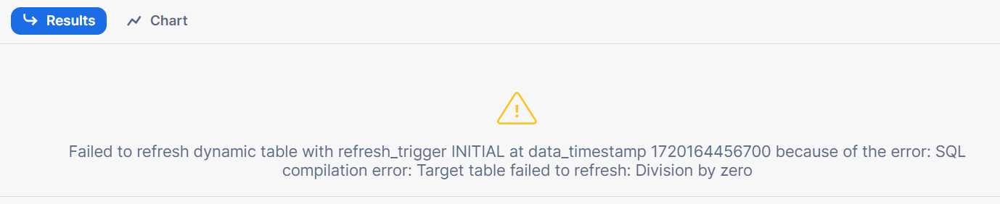 Results Chart
Failed to refresh dynamic table with refresh_trigger INITIAL at data_timestamp 1720164456700 because of the error: SQL
compilation error: Target table failed to refresh: Division by zero